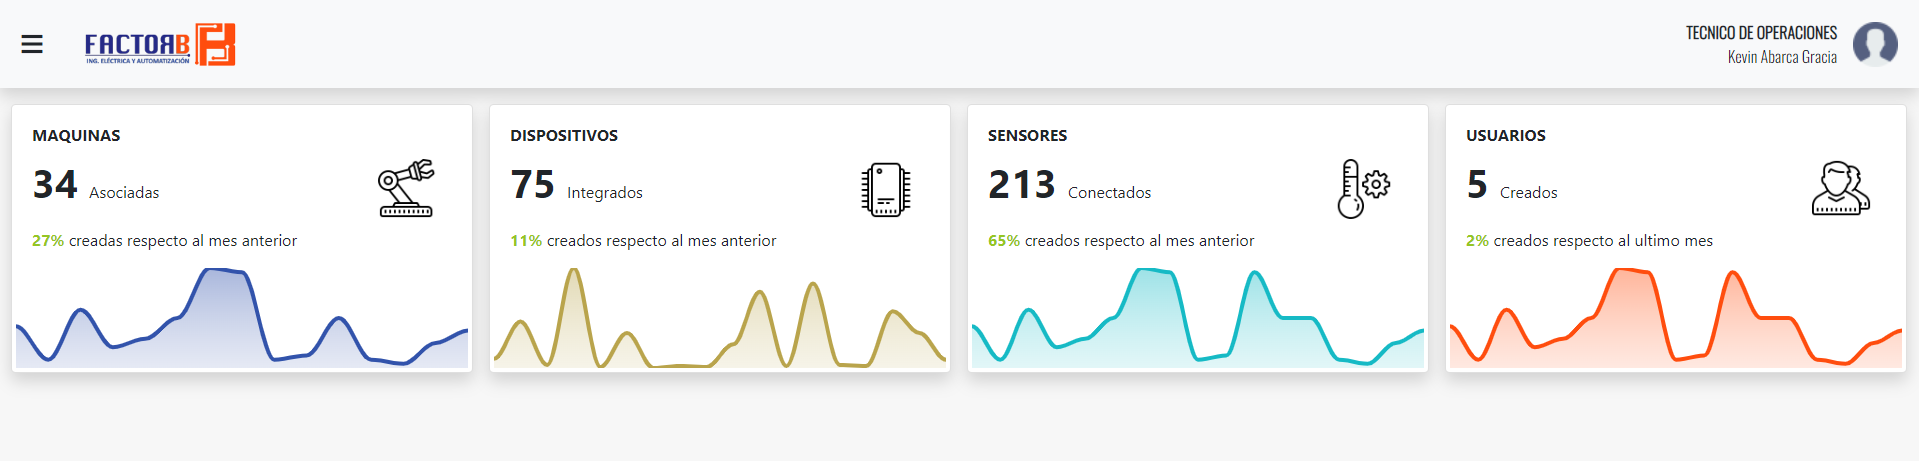 FACTORB
ING. ELÉCTRICA Y AUTOMATIZACIÓN
TECNICO DE OPERACIONES
Kevin Abarca Gracia
MAQUINAS
34 Asociadas
27% creadas respecto al mes anterior
DISPOSITIVOS
75 Integrados
11% creados respecto al mes anterior
SENSORES
213 Conectados
65% creados respecto al mes anterior
USUARIOS
5 Creados
2% creados respecto al ultimo mes